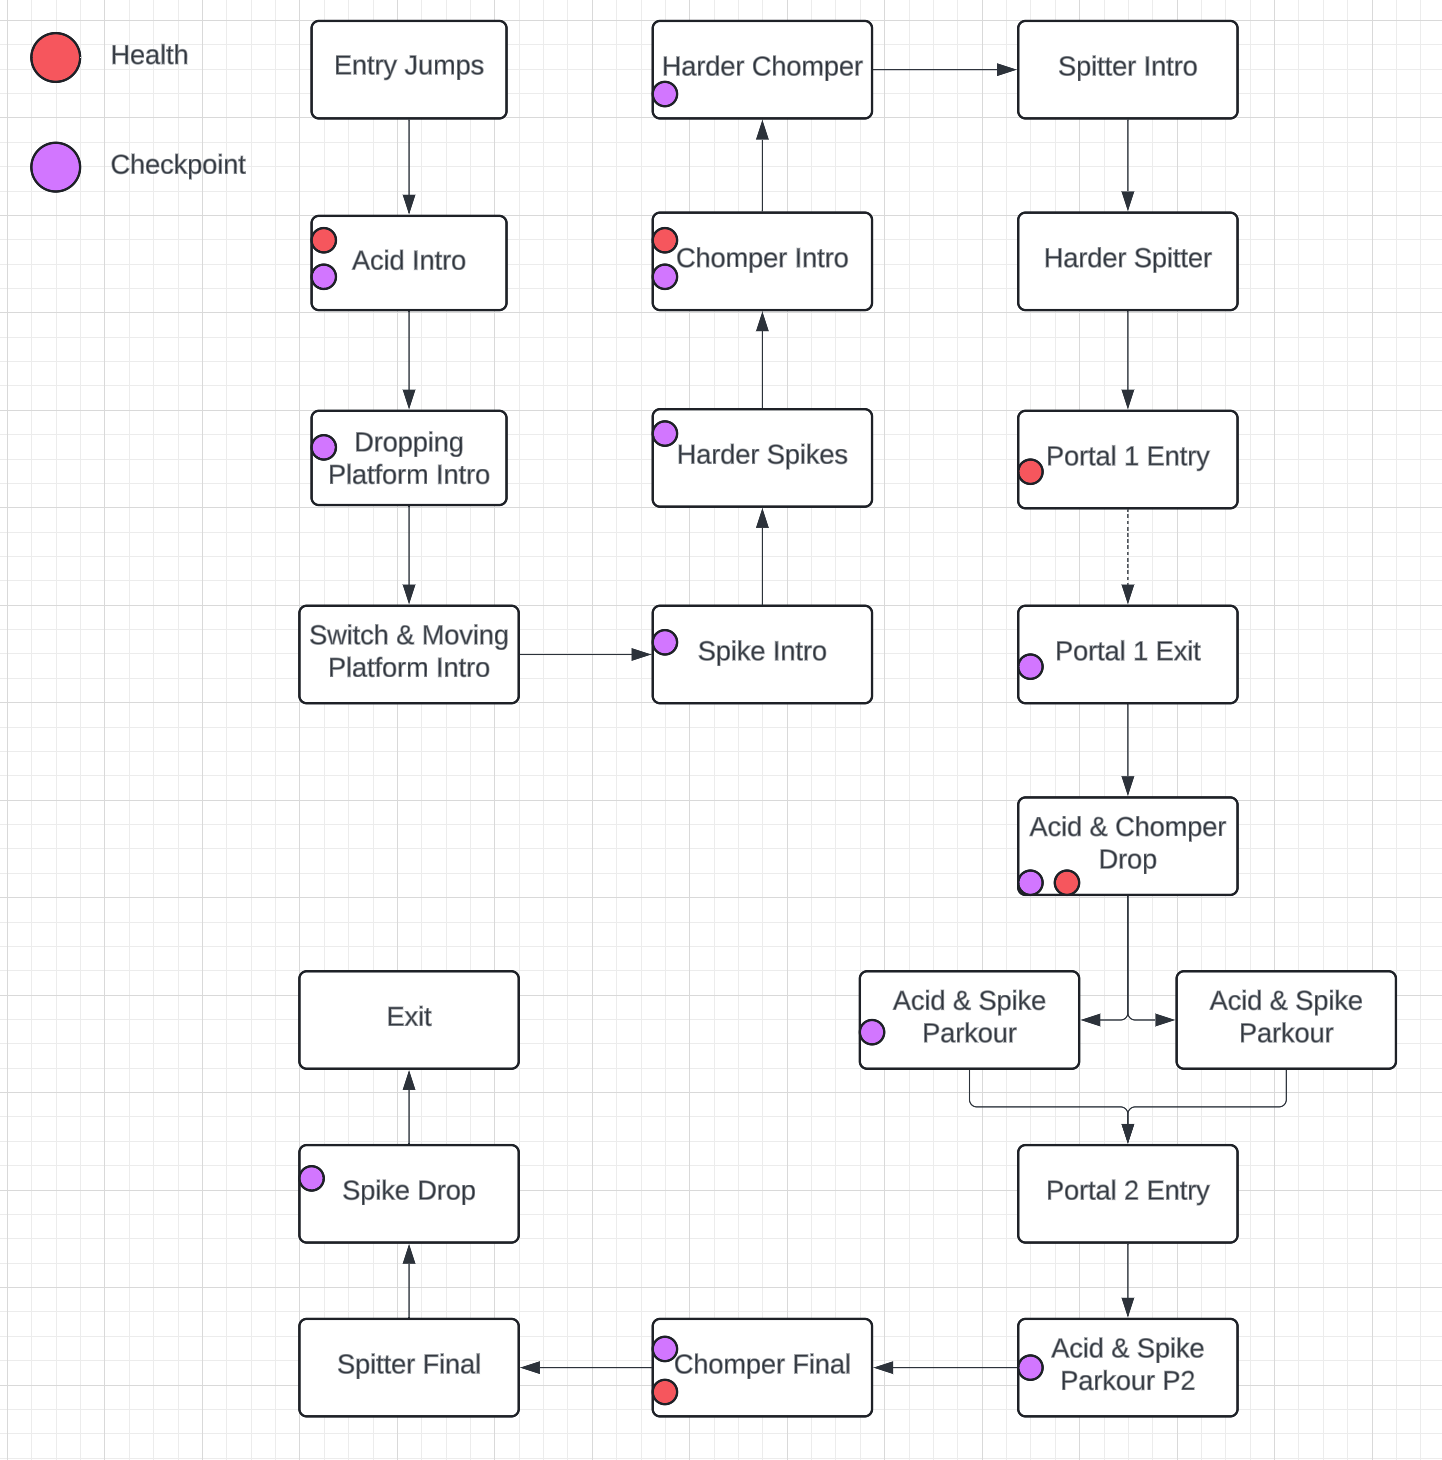 Health
Checkpoint
Entry Jumps
Acid Intro
Dropping
Platform Intro
Switch & Moving
Platform Intro
Spike Intro
Harder Spikes
Chomper Intro
Harder Chomper
Spitter Intro
Harder Spitter
Portal 1 Entry
Portal 1 Exit
Acid & Chomper
Drop
Acid & Spike
Parkour
Acid & Spike
Parkour
Portal 2 Entry
Acid & Spike
Parkour P2
Chomper Final
Spitter Final
Spike Drop
Exit